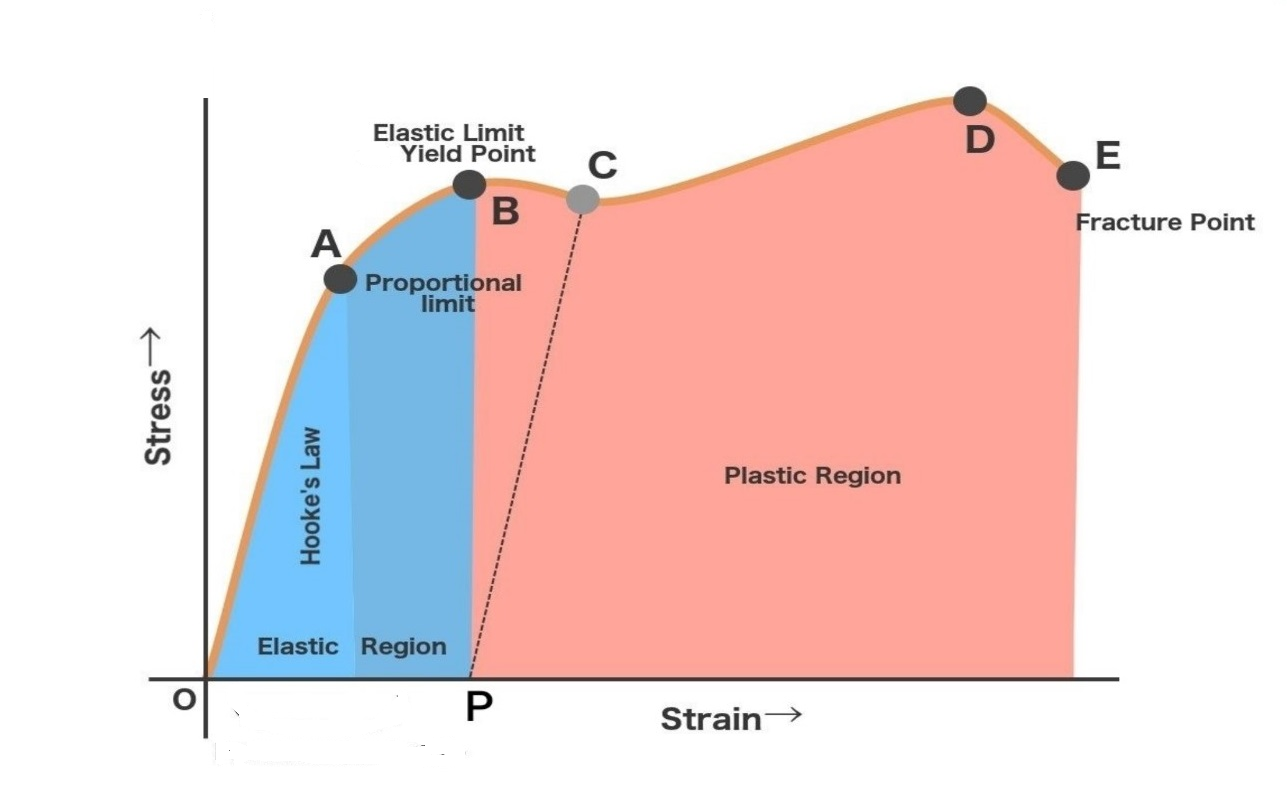 Elastic Limit
Yield Point
A
B
C
D
E
Fracture Point
Proportional
limit
Stress→
Hooke's Law
Plastic Region
Elastic Region
O
P
Strain→